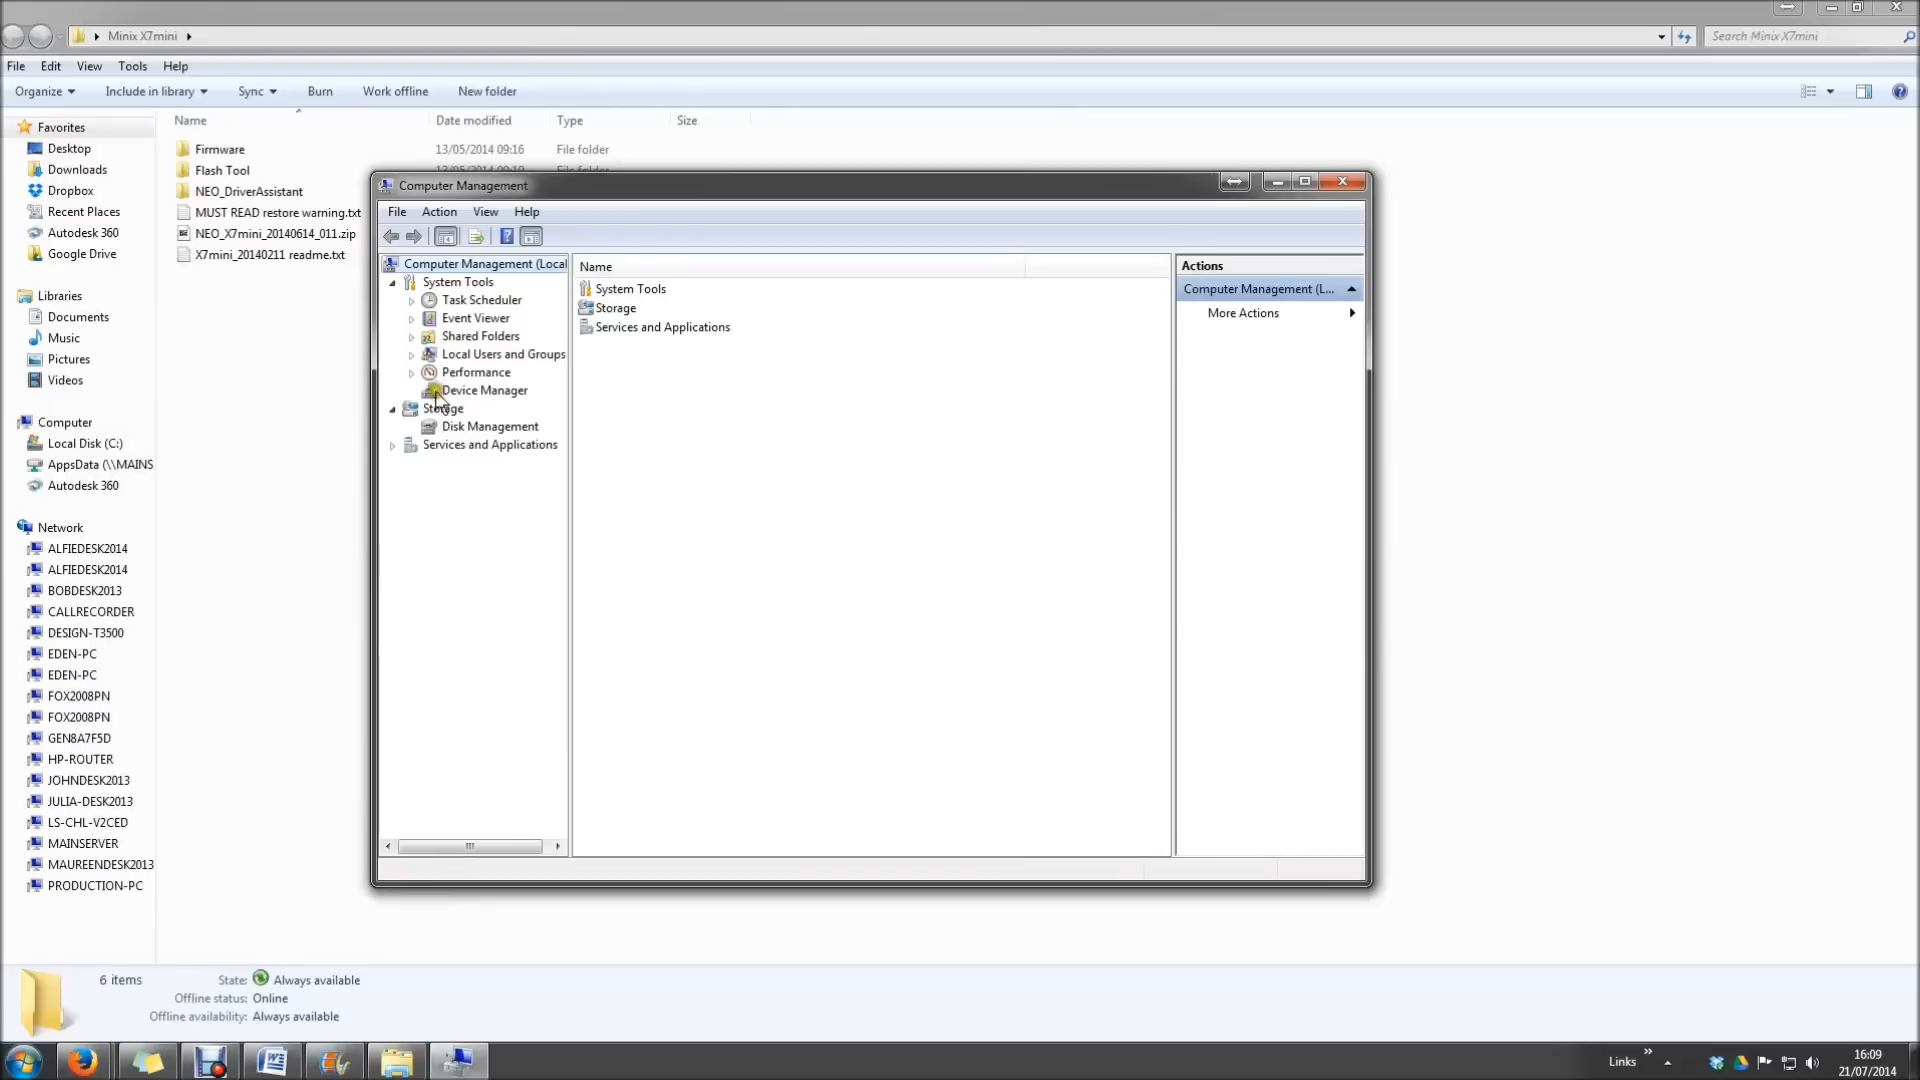 Minix X7mini
Search Minix X7mini
File Edit View Tools Help
Organize Include in library Sync Burn Work offline New folder
Name Date modified Type Size
Favorites
Desktop
Downloads
Dropbox
Recent Places
Autodesk 360
Google Drive
Libraries
Documents
Music
Pictures
Videos
Computer
Local Disk (C:)
AppsData (\\MAINS
Autodesk 360
Network
ALFIEDESK2014
ALFIEDESK2014
BOBDESK2013
CALLRECORDER
DESIGN-T3500
EDEN-PC
EDEN-PC
FOX2008PN
FOX2008PN
GEN8A7F5D
HP-ROUTER
JOHNDESK2013
JULIA-DESK2013
LS-CHL-V2CED
MAINSERVER
MAUREENDESK2013
PRODUCTION-PC
Firmware 13/05/2014 09:16 File folder
Flash Tool
NEO_DriverAssistant
MUST READ restore warning.txt
NEO_X7mini_20140614_011.zip
X7mini_20140211 readme.txt
Computer Management
File Action View Help
Computer Management (Local
System Tools
Task Scheduler
Event Viewer
Shared Folders
Local Users and Groups
Performance
Device Manager
Storage
Disk Management
Services and Applications
Name
System Tools
Storage
Services and Applications
Actions
Computer Management (L...
More Actions
6 items State: Always available
Offline status: Online
Offline availability: Always available
Links
16:09
21/07/2014